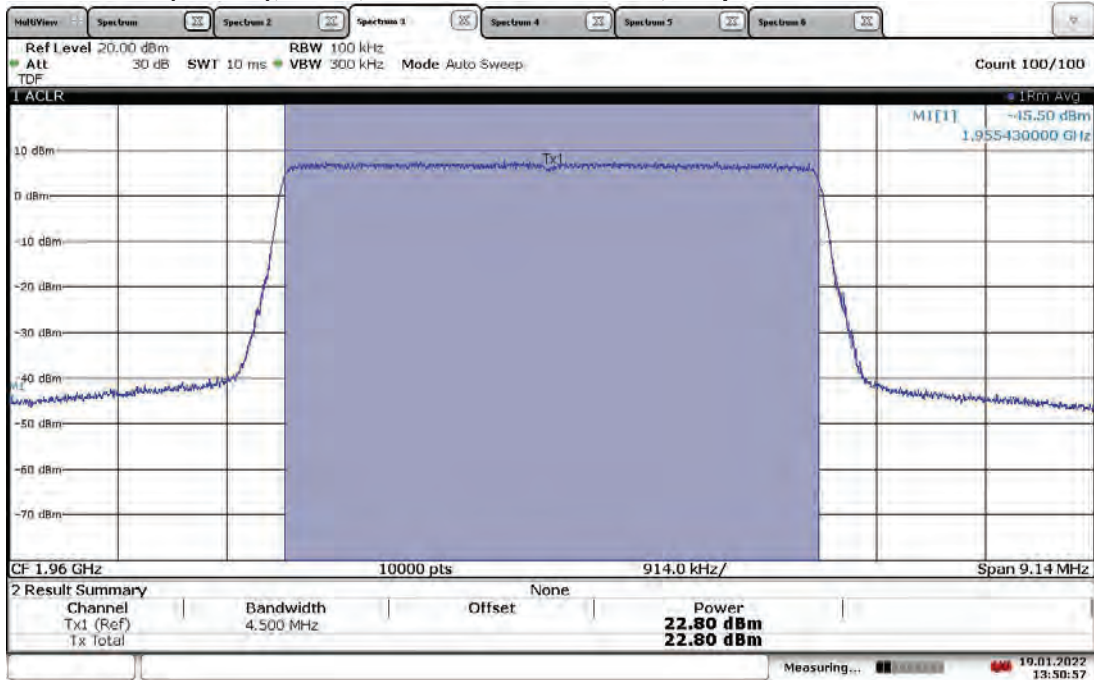 MultiView Spectrum Spectrum 2 Spectrum 3 Spectrum 4 Spectrum 5 Spectrum 6
Ref Level 20.00 dBm RBW 100 kHz
Att 30 dB SWT 10 ms VBW 300 kHz Mode Auto Sweep Count 100/100
TDF
1 ACLR 1Rm Avg
M1[1] -45.50 dBm
1.955430000 GHz
10 dBm
Tx1
0 dBm
-10 dBm
-20 dBm
-30 dBm
-40 dBm
M1
-50 dBm
-60 dBm
-70 dBm
CF 1.96 GHz 10000 pts 914.0 kHz/ Span 9.14 MHz
2 Result Summary None
Channel Bandwidth Offset Power
Tx1 (Ref) 4.500 MHz 22.80 dBm
Tx Total 22.80 dBm
Measuring... 19.01.2022
13:50:57